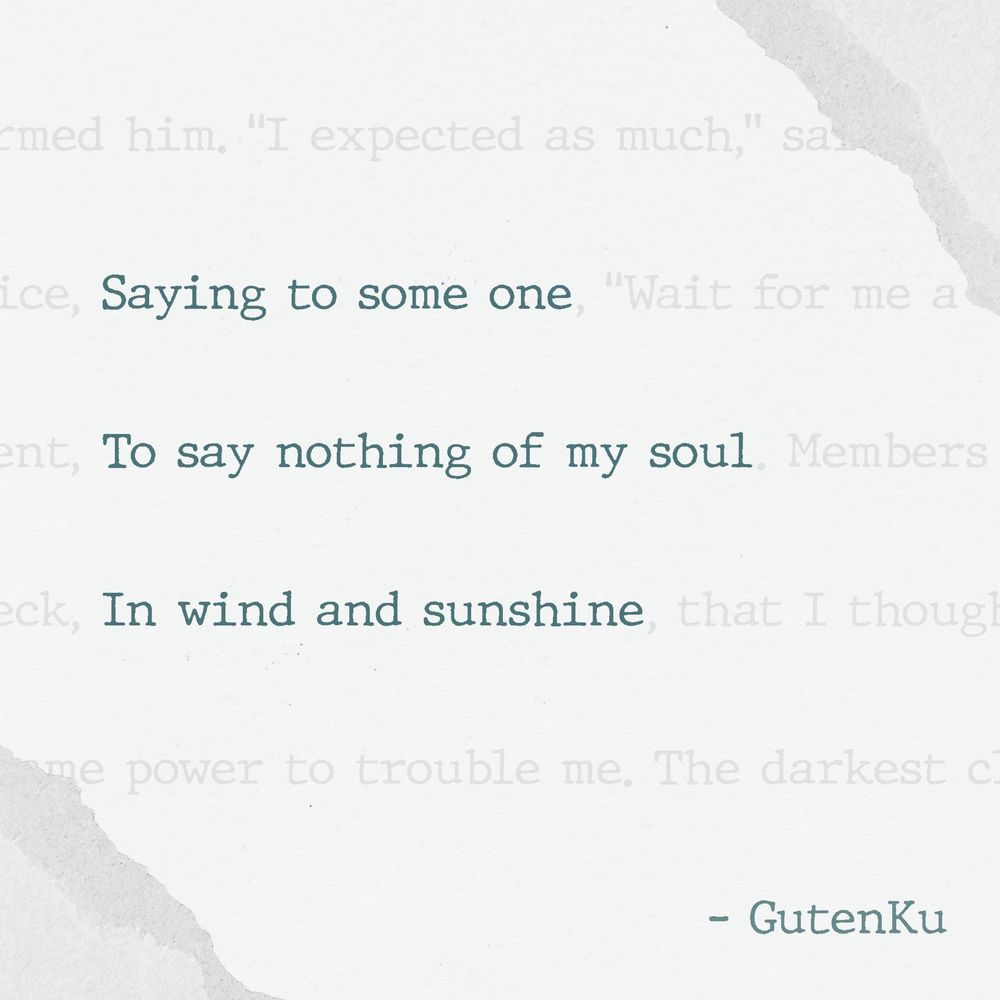 rmed him. “I expected as much,”
ice, Saying to some one, “Wait for me a
ent, To say nothing of my soul. Members
eck, In wind and sunshine, that I though
me power to trouble me. The darkest
- GutenKu